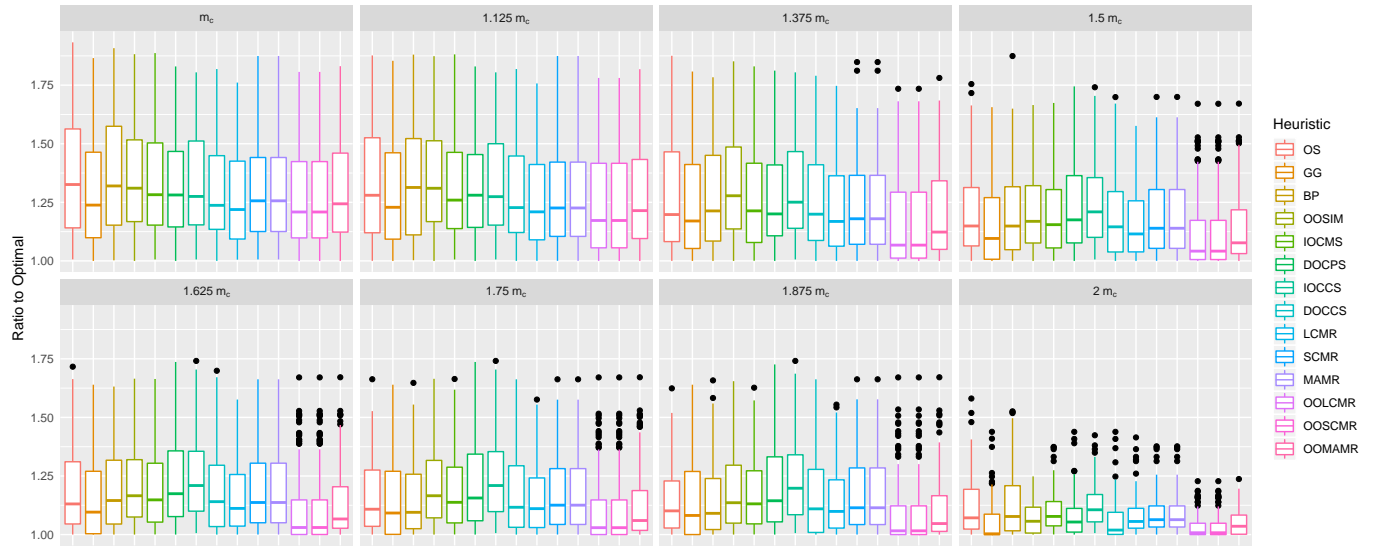 m_c
1.125 m_c
1.375 m_c
1.5 m_c
1.75
1.50
1.25
1.00
1.625 m_c
1.75 m_c
1.875 m_c
2 m_c
1.75
1.50
1.25
1.00
Ratio to Optimal
Heuristic
OS
GG
BP
OOSIM
IOCMS
DOCPS
IOCCS
DOCCS
LCMR
SCMR
MAMR
OOLCMR
OOSCMR
OOMAMR